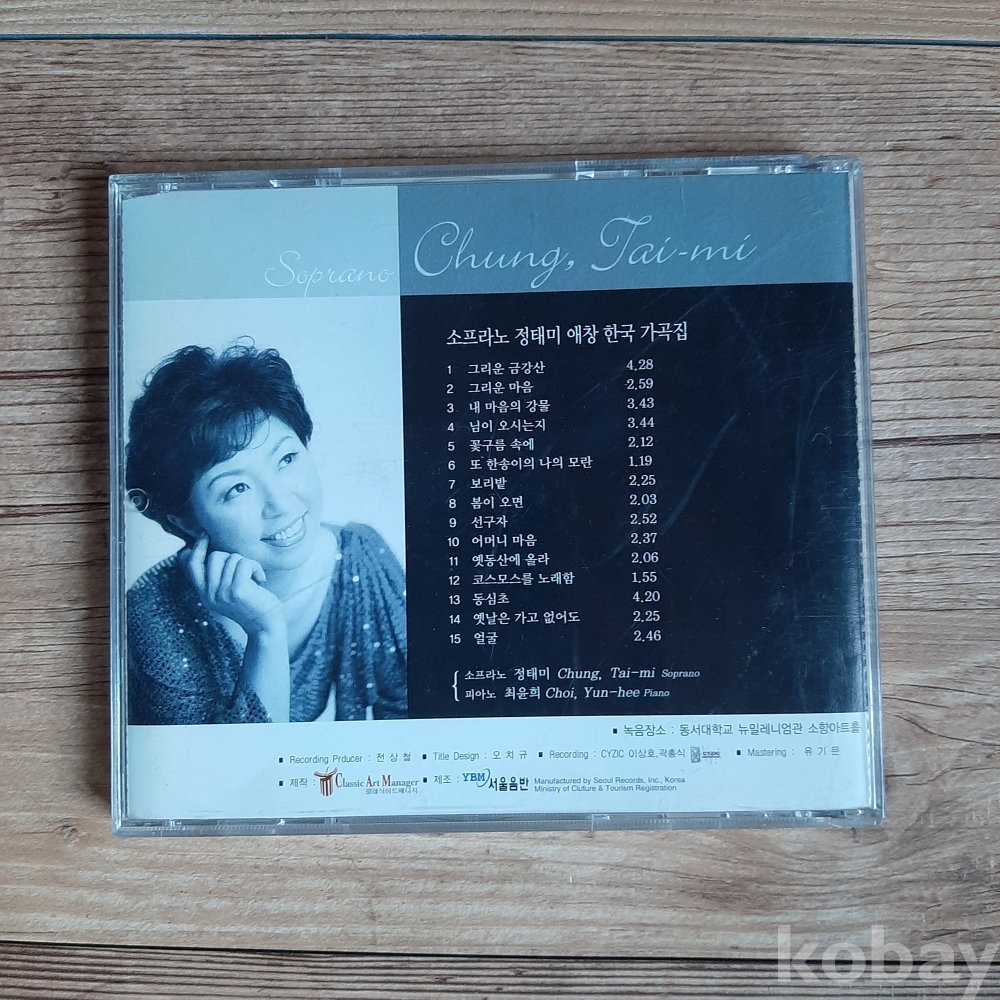 Soprano Chung, Tai-mi
소프라노 정태미 애창 한국 가곡집
1 그리운 금강산 4.28
2 그리운 마음 2.59
3 내 마음의 강물 3.43
4 님이 오시는지 3.44
5 꽃구름 속에 2.12
6 또 한송이의 나의 모란 1.19
7 보리밭 2.25
8 봄이 오면 2.03
9 선구자 2.52
10 어머니 마음 2.37
11 옛동산에 올라 2.06
12 코스모스를 노래함 1.55
13 동심초 4.20
14 옛날은 가고 없어도 2.25
15 얼굴 2.46
소프라노 정태미 Chung, Tai-mi Soprano
피아노 최윤희 Choi, Yun-hee Piano
■ 녹음장소 : 동서대학교 뉴밀레니엄관 소향아트홀
■ Recording Prducer : 전상철 ■ Title Design : 오치규 ■ Recording : CYZIC 이상호,곽흥식 ■ Mastering : 유기문
■ 제작 : Classic Art Manager 클래식아트매니저 ■ 제조 : YBM 서울음반 Manufactured by Seoul Records, Inc., Korea
Ministry of Cluture & Tourism Registration
kobay